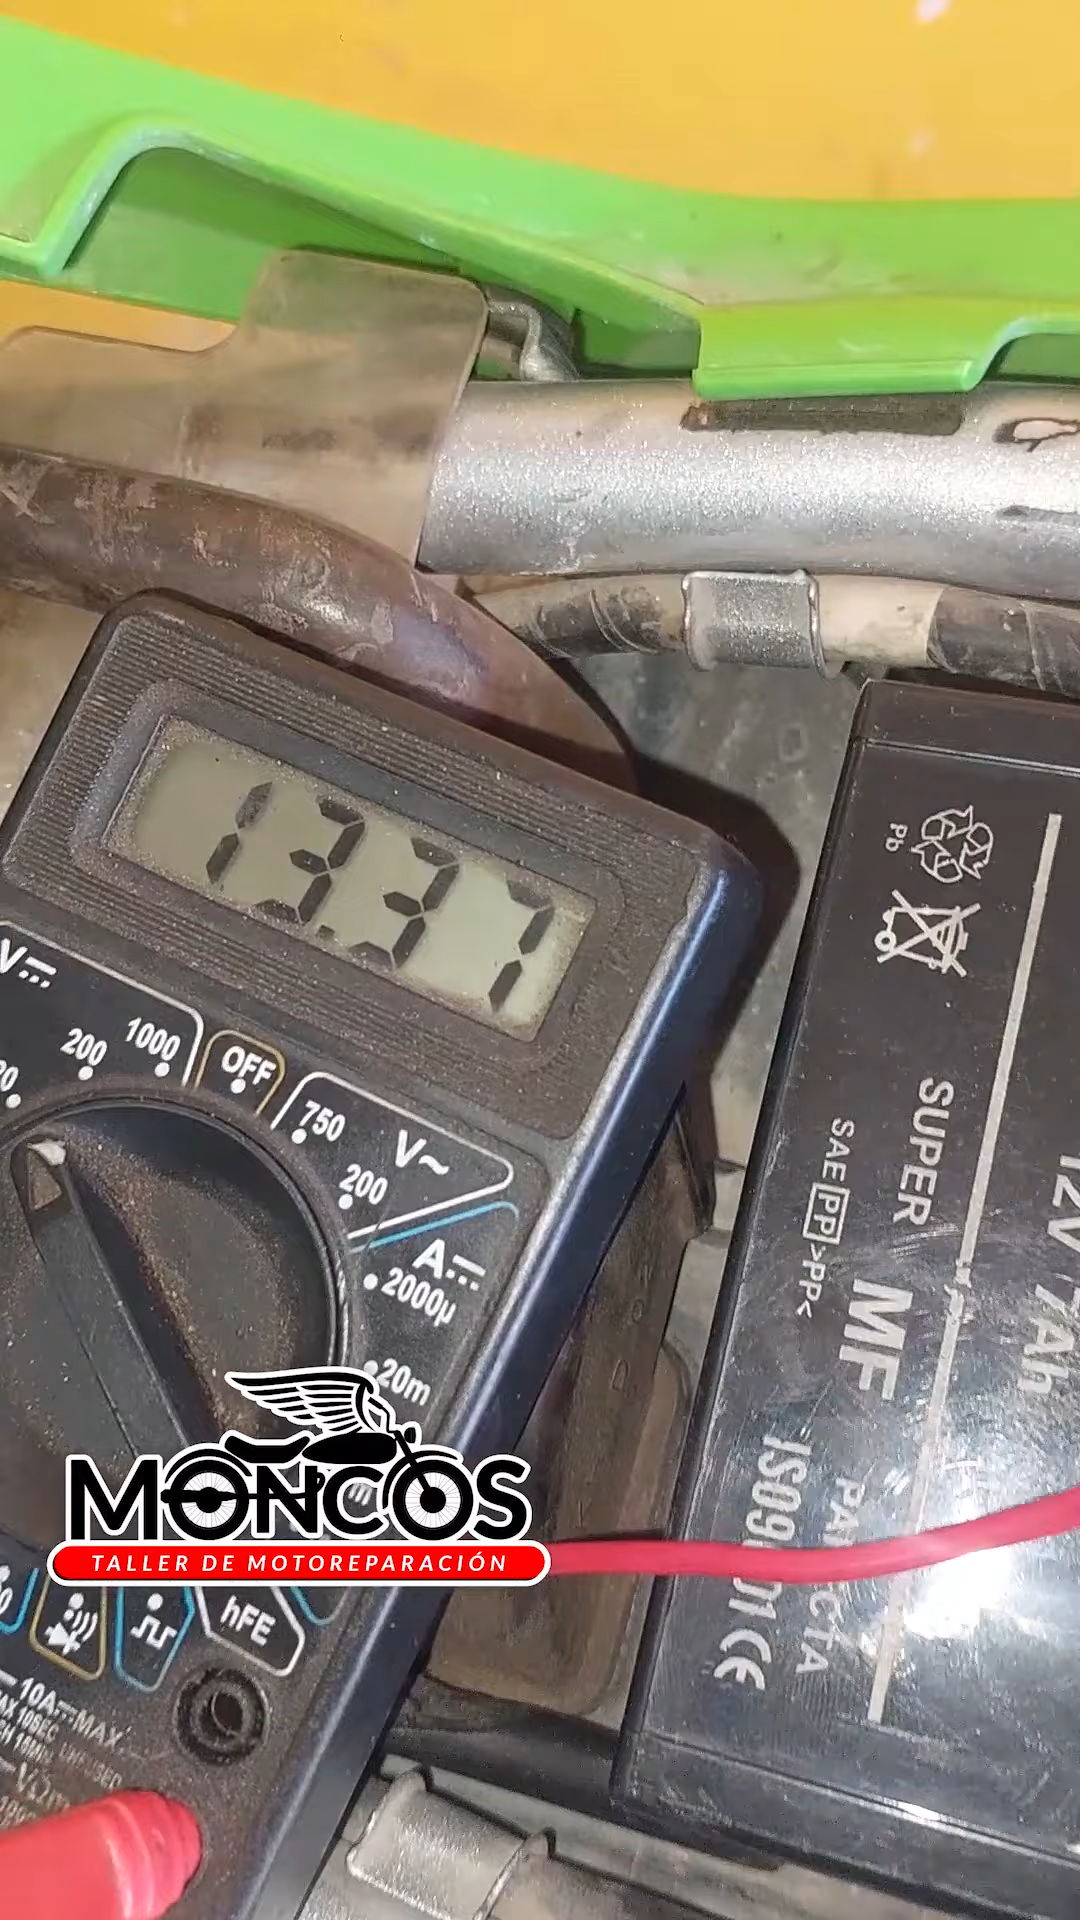 13.37
V
200
1000
OFF
750
V~
200
A
2000µ
20m
hFE
10A MAX
Pb
SUPER MF
SAE PP >PP<
12V 7Ah
ISO9001 CE
MONCOS
TALLER DE MOTOREPARACIÓN